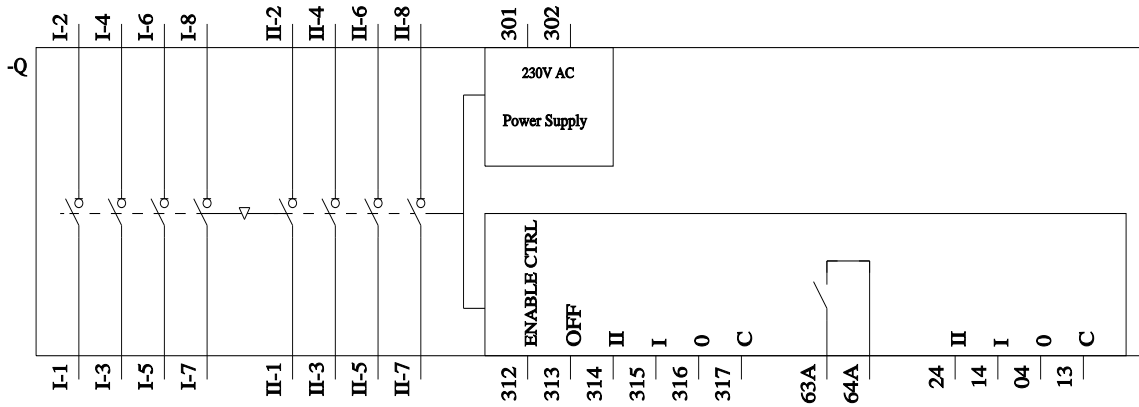 I-2
I-4
I-6
I-8
II-2
II-4
II-6
II-8
301
302
-Q
230V AC
Power Supply
ENABLE CTRL
OFF
II
I
0
C
II
I
0
C
I-1
I-3
I-5
I-7
II-1
II-3
II-5
II-7
312
313
314
315
316
317
63A
64A
24
14
04
13